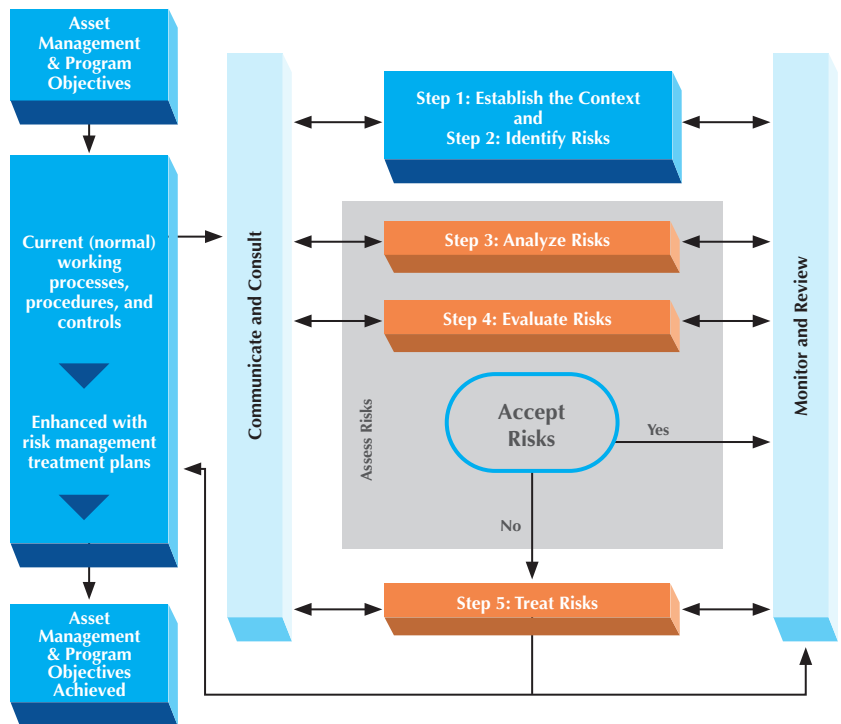 Asset
Management
& Program
Objectives
Current (normal)
working
processes,
procedures, and
controls
Enhanced with
risk management
treatment plans
Asset
Management
& Program
Objectives
Achieved
Communicate and Consult
Step 1: Establish the Context
and
Step 2: Identify Risks
Step 3: Analyze Risks
Step 4: Evaluate Risks
Assess Risks
Accept
Risks
Yes
No
Step 5: Treat Risks
Monitor and Review